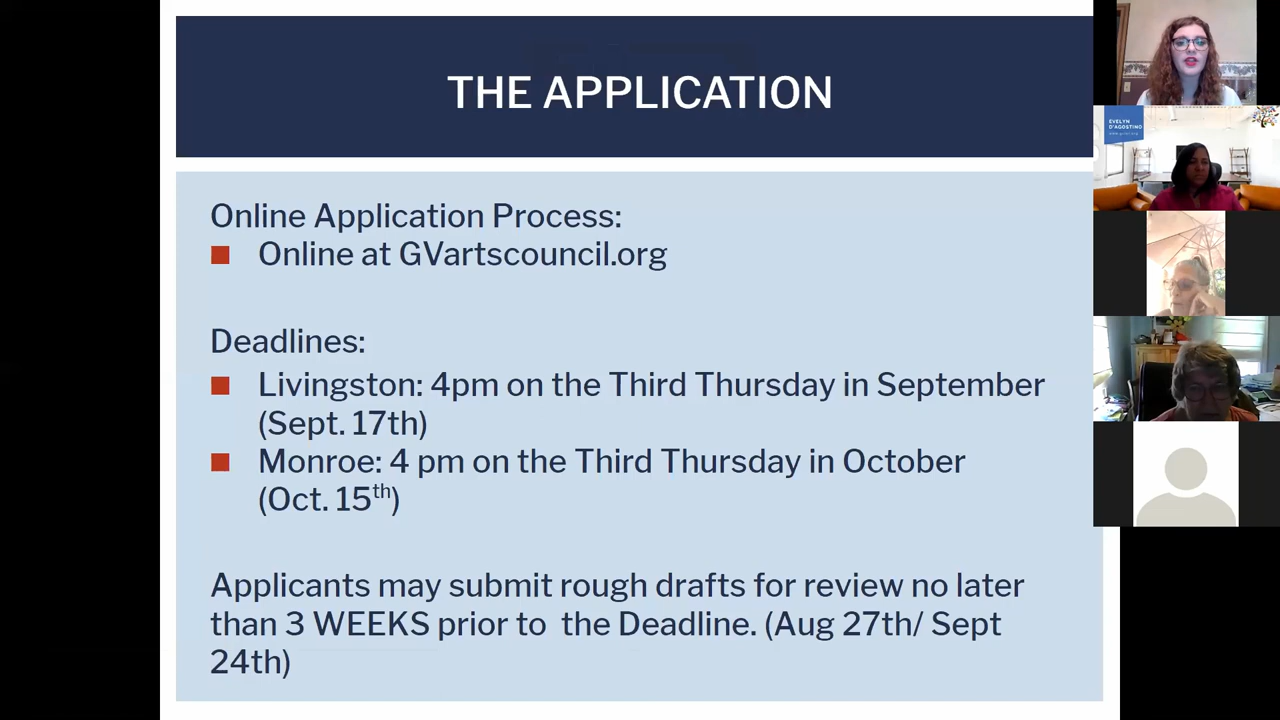 THE APPLICATION
Online Application Process:
Online at GVartscouncil.org
Deadlines:
Livingston: 4pm on the Third Thursday in September
(Sept. 17th)
Monroe: 4 pm on the Third Thursday in October
(Oct. 15th)
Applicants may submit rough drafts for review no later
than 3 WEEKS prior to the Deadline. (Aug 27th/ Sept
24th)
EVELYN
D'AGOSTINO